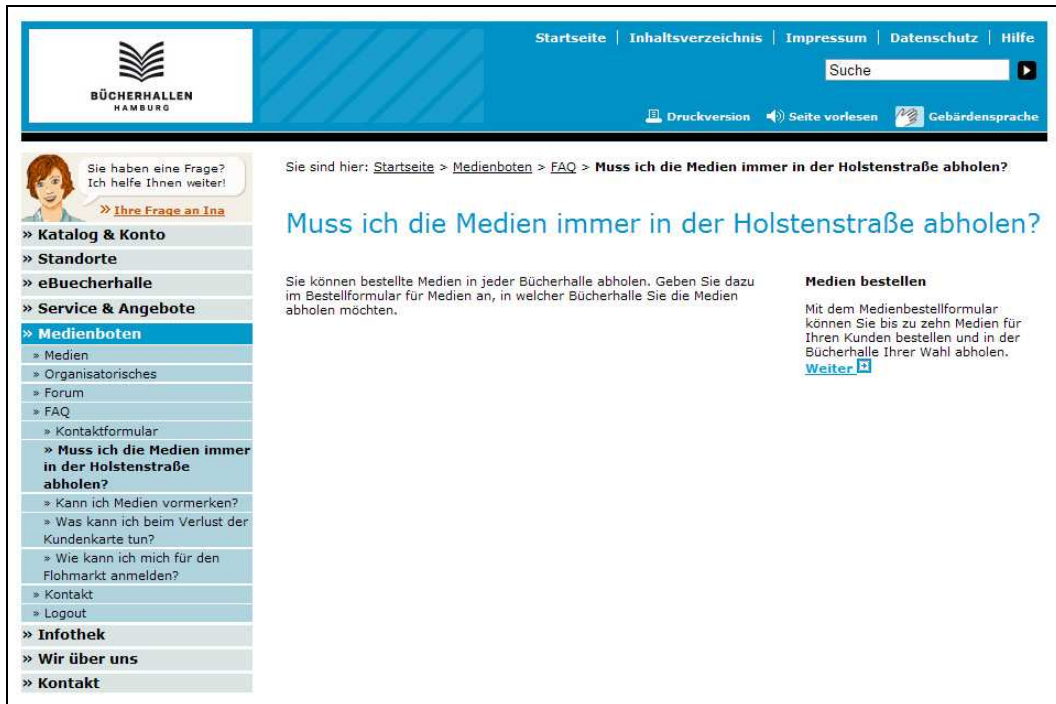 BÜCHERHALLEN
HAMBURG
Startseite | Inhaltsverzeichnis | Impressum | Datenschutz | Hilfe
Suche
Druckversion Seite vorlesen Gebärdensprache
Sie haben eine Frage?
Ich helfe Ihnen weiter!
» Ihre Frage an Ina
» Katalog & Konto
» Standorte
» eBuecherhalle
» Service & Angebote
» Medienboten
» Medien
» Organisatorisches
» Forum
» FAQ
» Kontaktformular
» Muss ich die Medien immer
in der Holstenstraße
abholen?
» Kann ich Medien vormerken?
» Was kann ich beim Verlust der
Kundenkarte tun?
» Wie kann ich mich für den
Flohmarkt anmelden?
» Kontakt
» Logout
» Infothek
» Wir über uns
» Kontakt
Sie sind hier: Startseite > Medienboten > FAQ > Muss ich die Medien immer in der Holstenstraße abholen?
Muss ich die Medien immer in der Holstenstraße abholen?
Sie können bestellte Medien in jeder Bücherhalle abholen. Geben Sie dazu
im Bestellformular für Medien an, in welcher Bücherhalle Sie die Medien
abholen möchten.
Medien bestellen
Mit dem Medienbestellformular
können Sie bis zu zehn Medien für
Ihren Kunden bestellen und in der
Bücherhalle Ihrer Wahl abholen.
Weiter